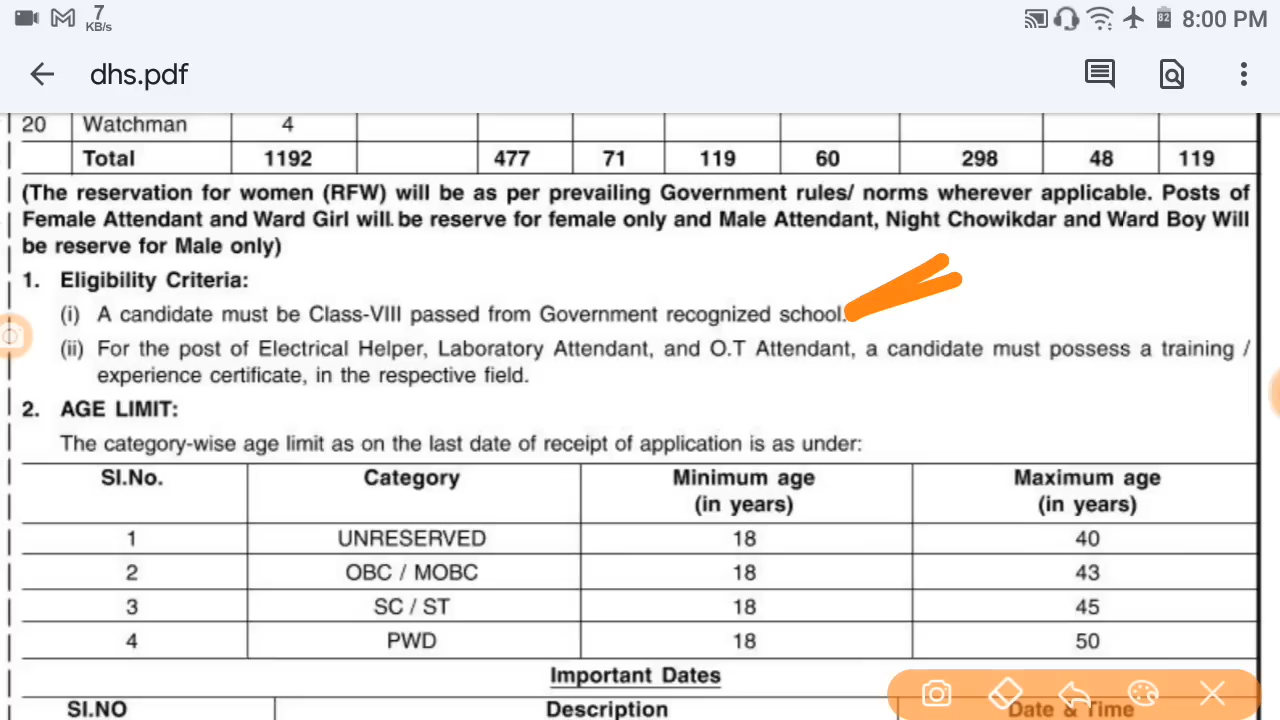 7
KB/s
82
8:00 PM
dhs.pdf
20 Watchman 4
Total 1192 477 71 119 60 298 48 119
(The reservation for women (RFW) will be as per prevailing Government rules/ norms wherever applicable. Posts of
Female Attendant and Ward Girl will be reserve for female only and Male Attendant, Night Chowikdar and Ward Boy Will
be reserve for Male only)
1. Eligibility Criteria:
(i) A candidate must be Class-VIII passed from Government recognized school.
(ii) For the post of Electrical Helper, Laboratory Attendant, and O.T Attendant, a candidate must possess a training /
experience certificate, in the respective field.
2. AGE LIMIT:
The category-wise age limit as on the last date of receipt of application is as under:
Sl.No. Category Minimum age Maximum age
(in years) (in years)
1 UNRESERVED 18 40
2 OBC / MOBC 18 43
3 SC / ST 18 45
4 PWD 18 50
Important Dates
SI.NO Description Date & Time